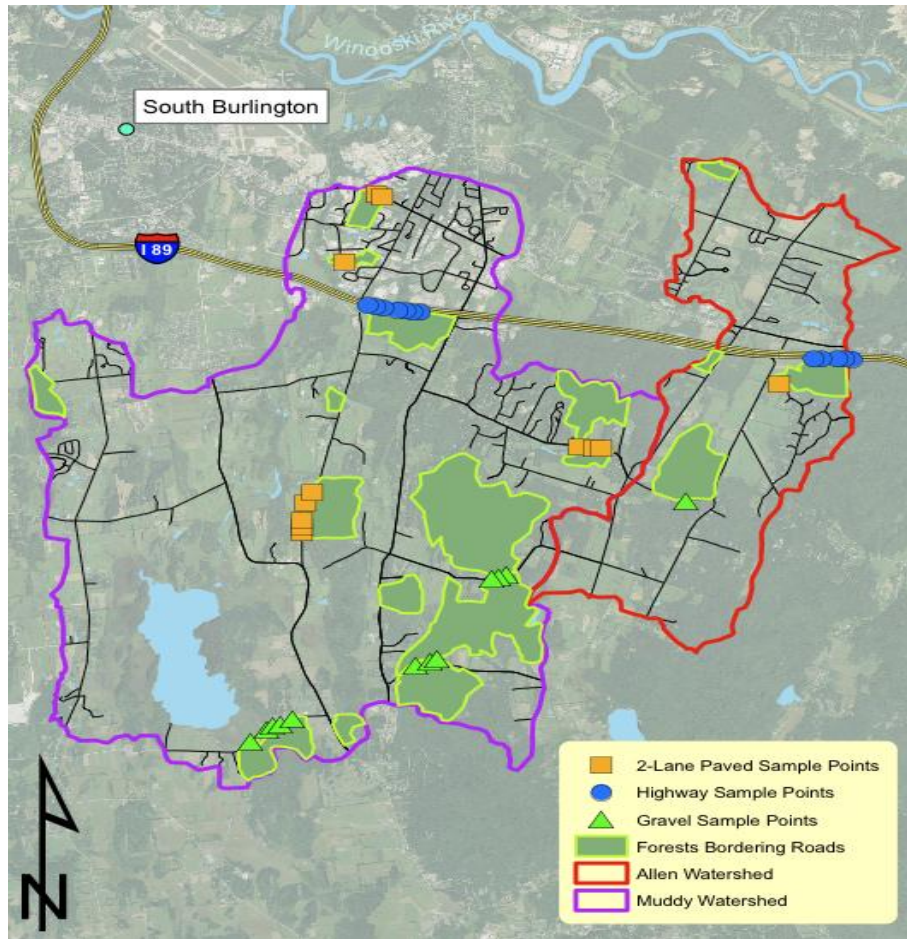 Winooski River
South Burlington
I 89
2-Lane Paved Sample Points
Highway Sample Points
Gravel Sample Points
Forests Bordering Roads
Allen Watershed
Muddy Watershed
N